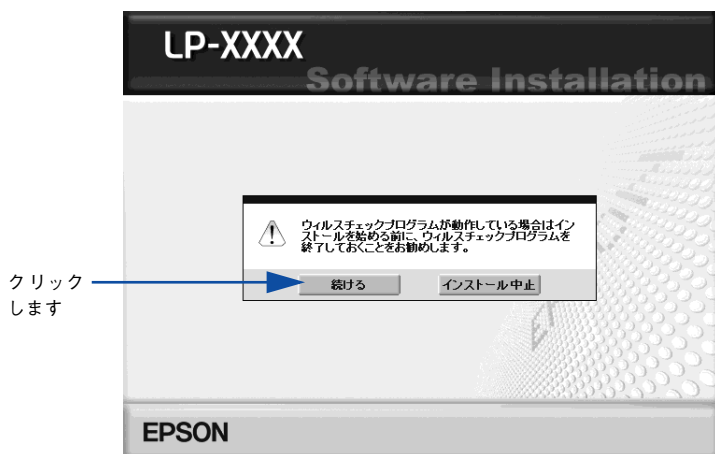 LP-XXXX
Software Installation
ウィルスチェックプログラムが動作している場合はイン
ストールを始める前に、ウィルスチェックプログラムを
終了しておくことをお勧めします。
クリック
します
続ける
インストール中止
EPSON